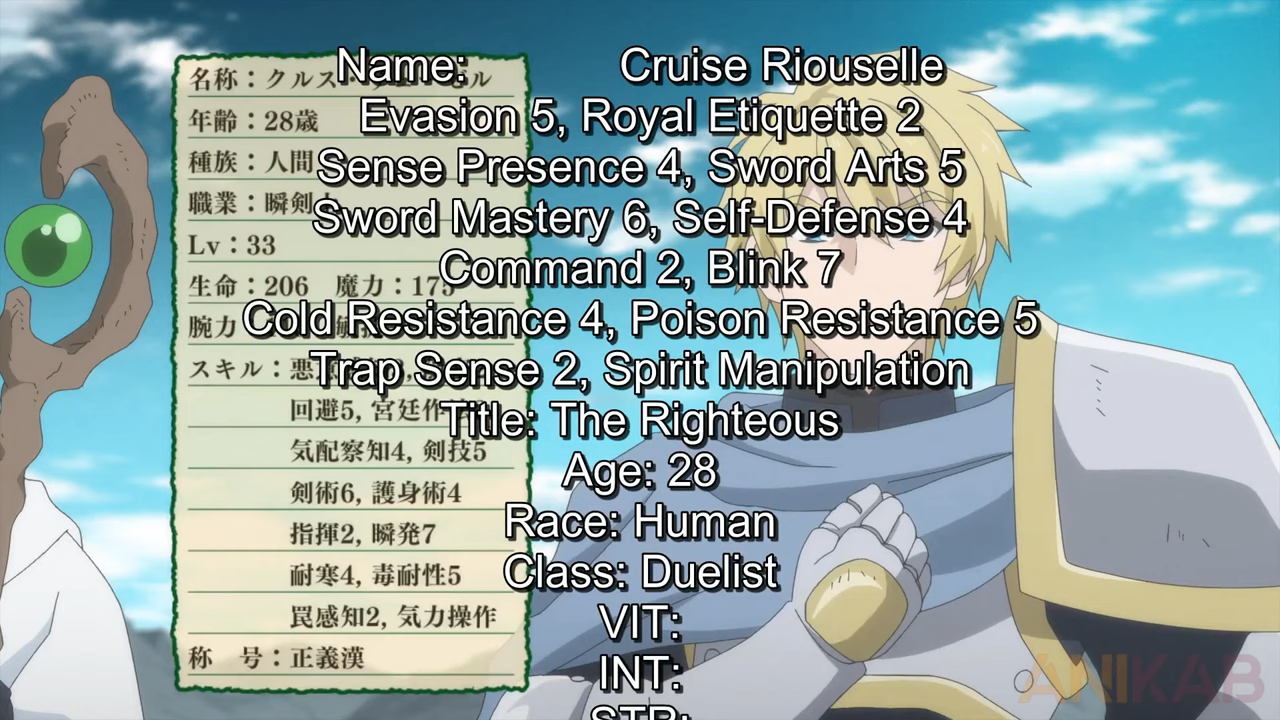 名称：クルス
年齢：28歳
種族：人間
職業：瞬剣
Lv：33
生命：206 魔力：175
腕力
スキル：悪
回避5, 宮廷作
気配察知4, 剣技5
剣術6, 護身術4
指揮2, 瞬発7
耐寒4, 毒耐性5
罠感知2, 気力操作
称 号：正義漢
Name: Cruise Riouselle
Evasion 5, Royal Etiquette 2
Sense Presence 4, Sword Arts 5
Sword Mastery 6, Self-Defense 4
Command 2, Blink 7
Cold Resistance 4, Poison Resistance 5
Trap Sense 2, Spirit Manipulation
Title: The Righteous
Age: 28
Race: Human
Class: Duelist
VIT:
INT:
STR:
ANIKAB